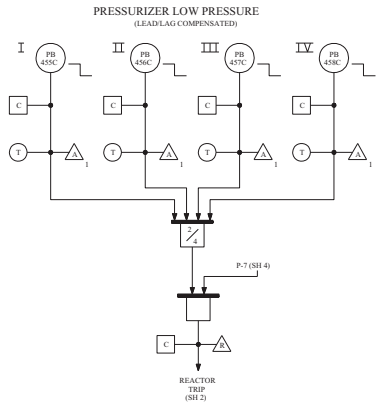 PRESSURIZER LOW PRESSURE
(LEAD/LAG COMPENSATED)
I II III IV
PB 455C PB 456C PB 457C PB 458C
C C C C
T A 1 T A 1 T A 1 T A 1
2/4
P-7 (SH 4)
C R
REACTOR
TRIP
(SH 2)